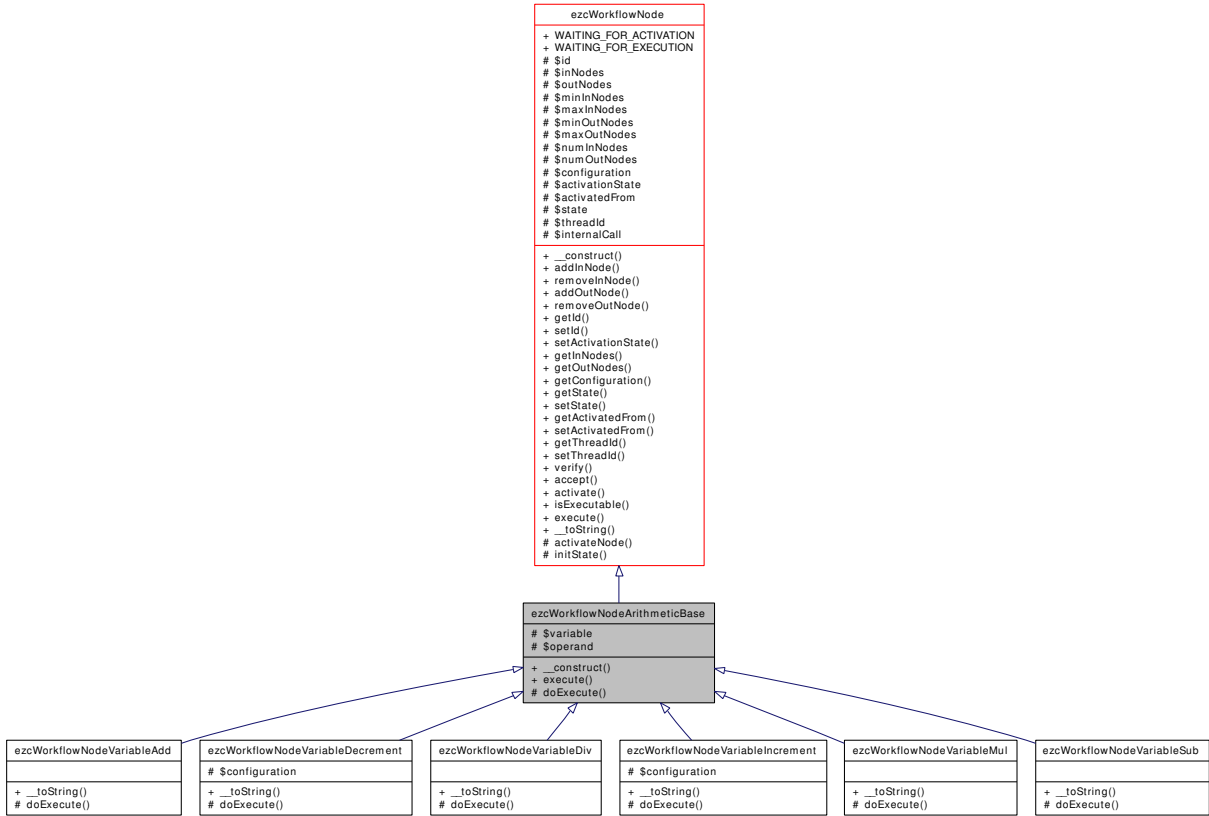 ezcWorkflowNode
+ WAITING_FOR_ACTIVATION
+ WAITING_FOR_EXECUTION
# $id
# $inNodes
# $outNodes
# $minInNodes
# $maxInNodes
# $minOutNodes
# $maxOutNodes
# $numInNodes
# $numOutNodes
# $configuration
# $activationState
# $activatedFrom
# $state
# $threadId
# $internalCall
+ __construct()
+ addInNode()
+ removeInNode()
+ addOutNode()
+ removeOutNode()
+ getId()
+ setId()
+ setActivationState()
+ getInNodes()
+ getOutNodes()
+ getConfiguration()
+ getState()
+ setState()
+ getActivatedFrom()
+ setActivatedFrom()
+ getThreadId()
+ setThreadId()
+ verify()
+ accept()
+ activate()
+ isExecutable()
+ execute()
+ __toString()
# activateNode()
# initState()
ezcWorkflowNodeArithmeticBase
# $variable
# $operand
+ __construct()
+ execute()
# doExecute()
ezcWorkflowNodeVariableAdd
+ __toString()
# doExecute()
ezcWorkflowNodeVariableDecrement
# $configuration
+ __toString()
# doExecute()
ezcWorkflowNodeVariableDiv
+ __toString()
# doExecute()
ezcWorkflowNodeVariableIncrement
# $configuration
+ __toString()
# doExecute()
ezcWorkflowNodeVariableMul
+ __toString()
# doExecute()
ezcWorkflowNodeVariableSub
+ __toString()
# doExecute()